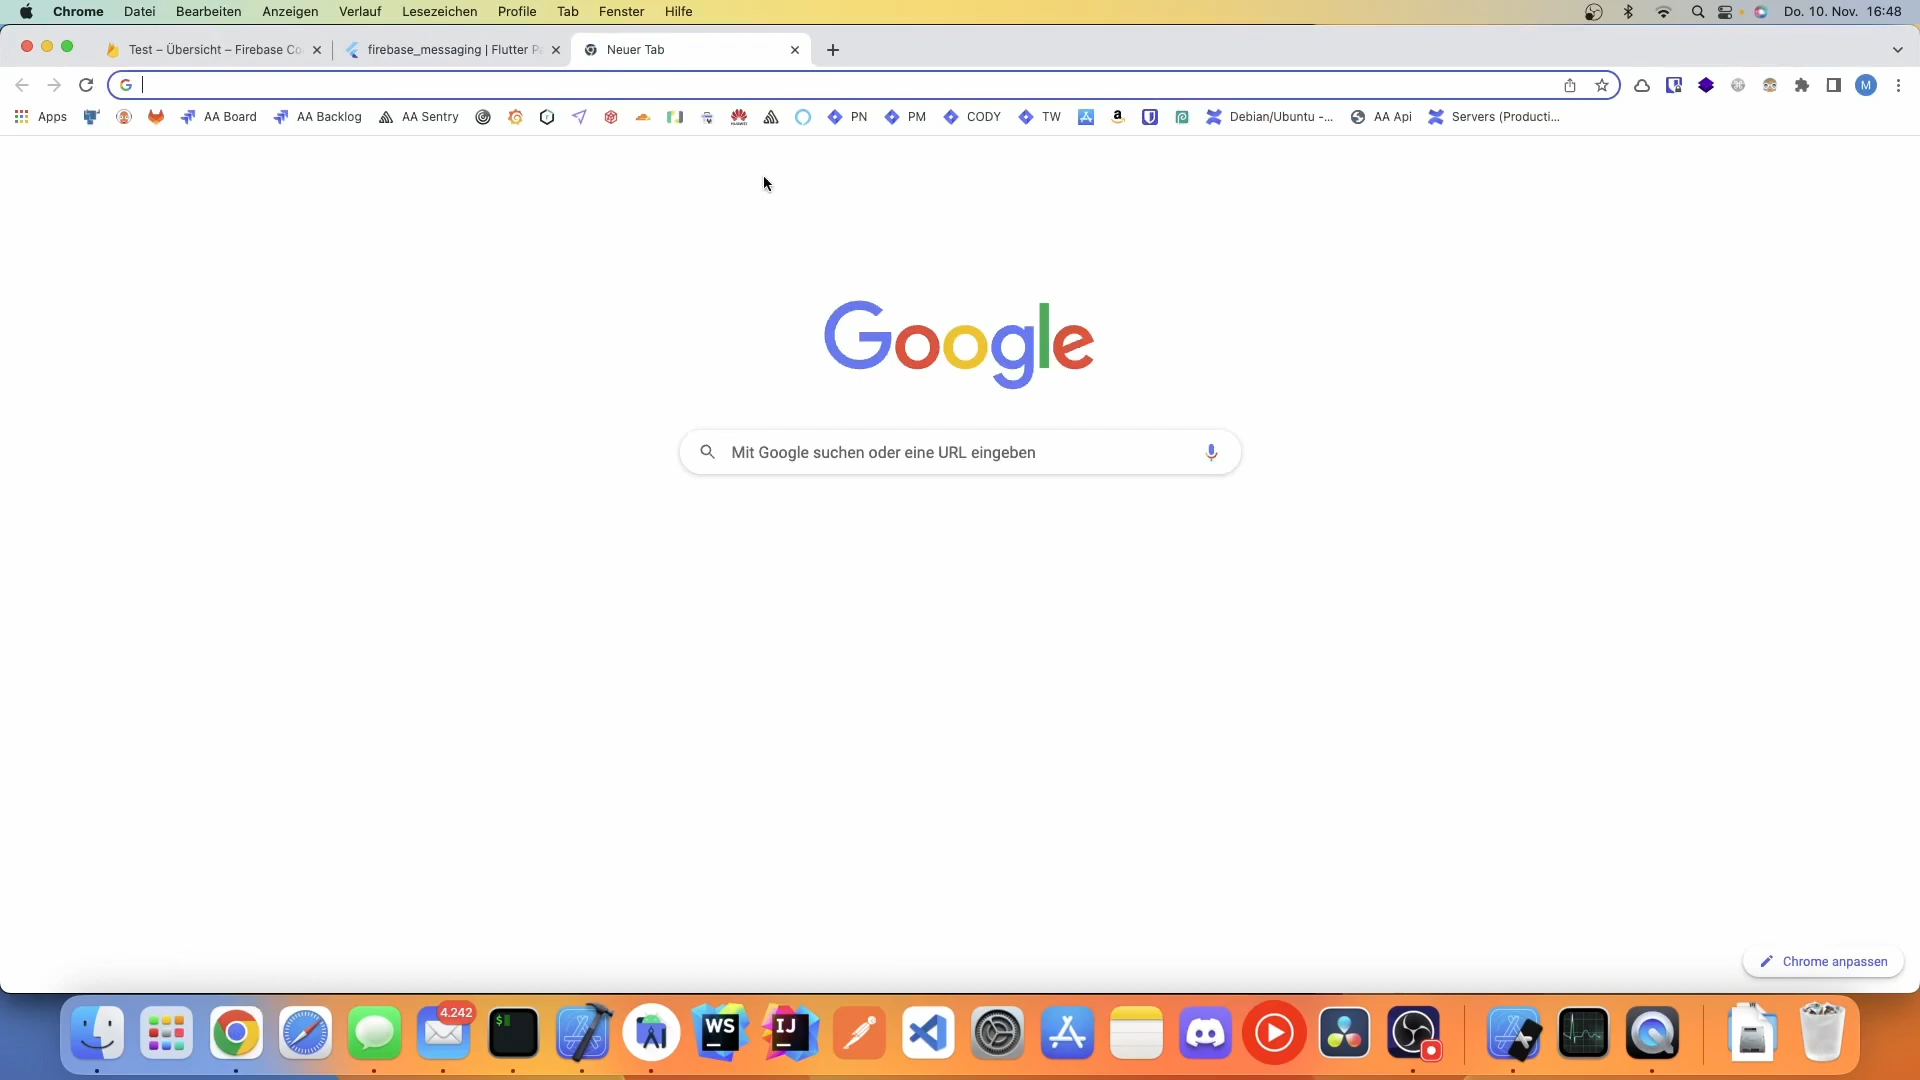 Chrome Datei Bearbeiten Anzeigen Verlauf Lesezeichen Profile Tab Fenster Hilfe Do. 10. Nov. 16:48
Test – Übersicht – Firebase Co firebase_messaging | Flutter Pa Neuer Tab
M
Apps AA Board AA Backlog AA Sentry PN PM CODY TW Debian/Ubuntu -... AA Api Servers (Producti...
Google
Mit Google suchen oder eine URL eingeben
Chrome anpassen
4.242
$
WS
IJ